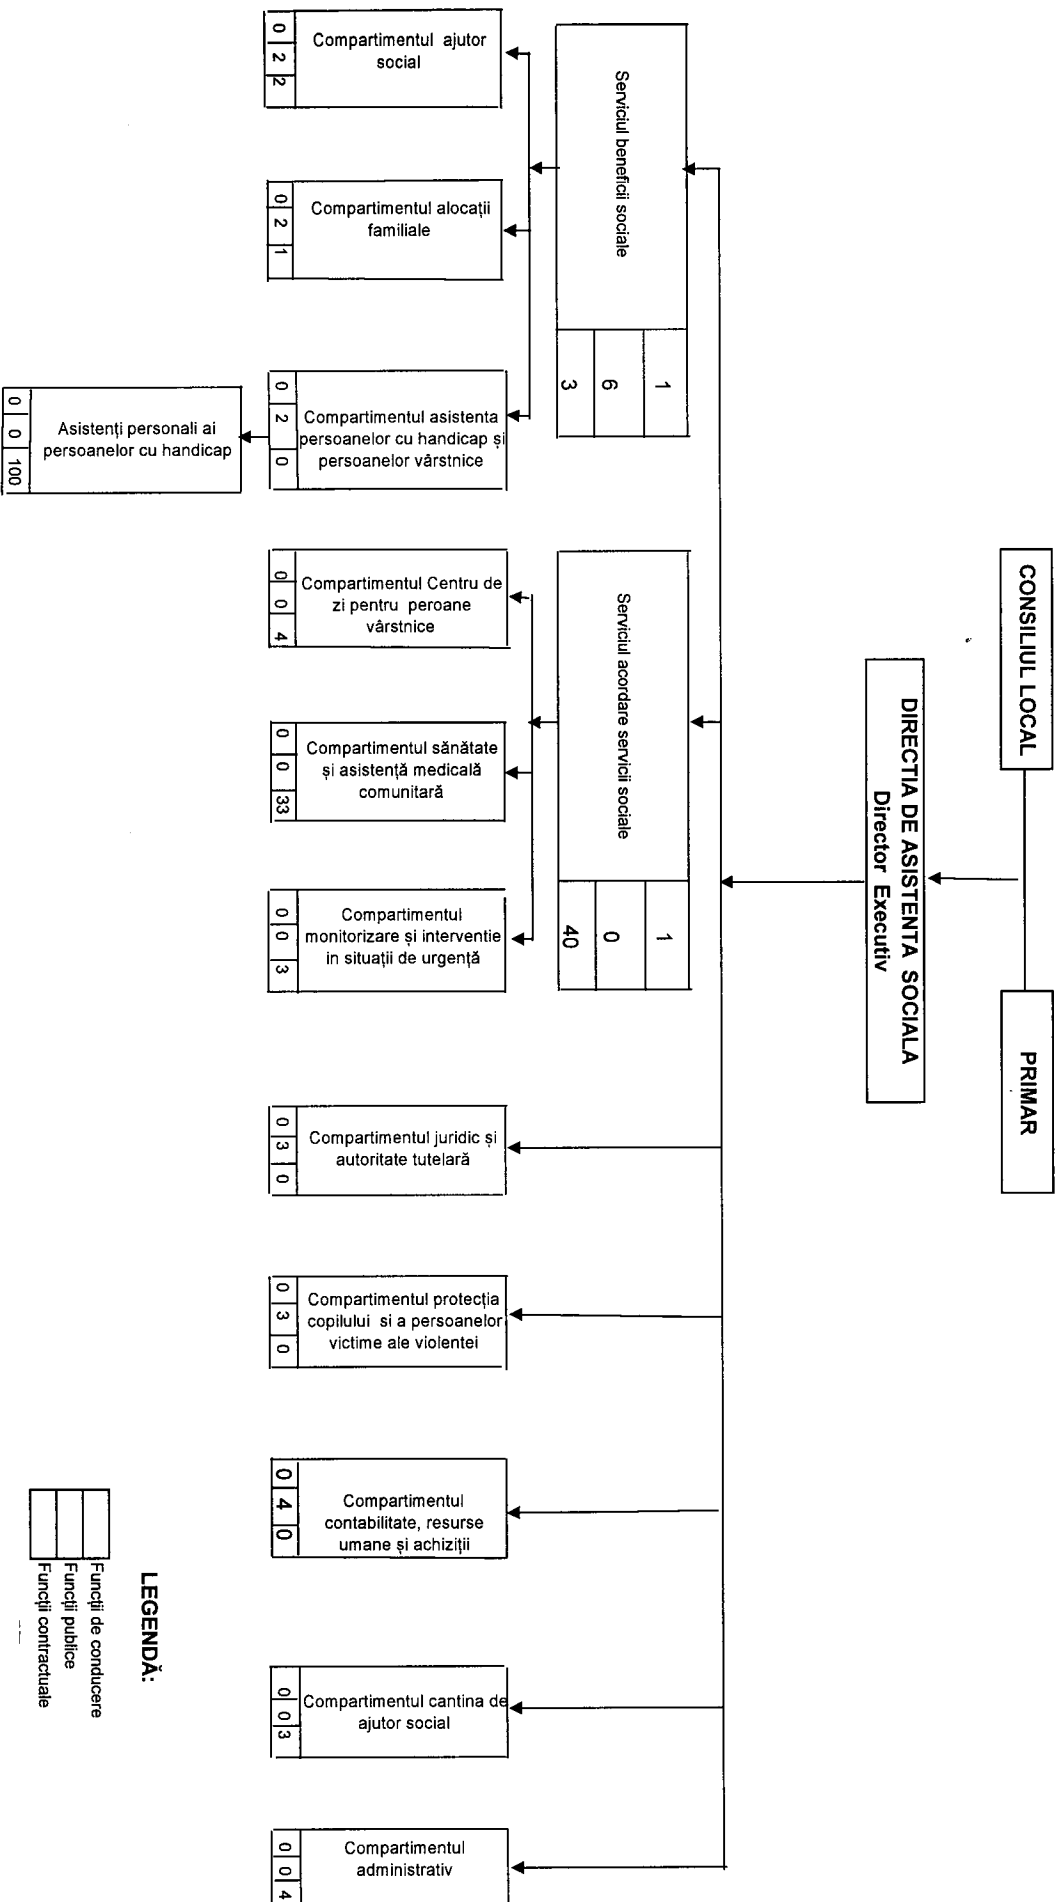 CONSILIUL LOCAL
PRIMAR
DIRECTIA DE ASISTENTA SOCIALA
Director Executiv
Serviciul beneficii sociale
1
6
3
Serviciul acordare servicii sociale
1
0
40
Compartimentul ajutor
social
0
2
2
Compartimentul alocații
familiale
0
2
1
Compartimentul asistenta
persoanelor cu handicap și
persoanelor vârstnice
0
2
0
Asistenți personali ai
persoanelor cu handicap
0
0
100
Compartimentul Centru de
zi pentru peroane
vârstnice
0
0
4
Compartimentul sănătate
și asistență medicală
comunitară
0
0
33
Compartimentul
monitorizare și interventie
in situații de urgență
0
0
3
Compartimentul juridic și
autoritate tutelară
0
3
0
Compartimentul protecția
copilului si a persoanelor
victime ale violentei
0
3
0
Compartimentul
contabilitate, resurse
umane și achiziții
0
4
0
Compartimentul cantina de
ajutor social
0
0
3
Compartimentul
administrativ
0
0
4
LEGENDĂ:
Funcții de conducere
Funcții publice
Funcții contractuale